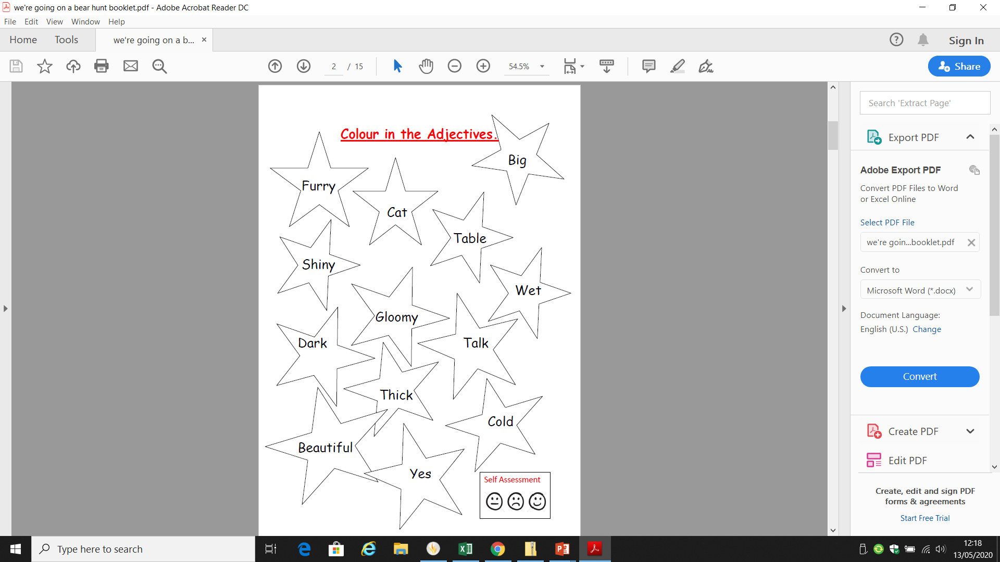 we're going on a bear hunt booklet.pdf - Adobe Acrobat Reader DC
File Edit View Window Help
Home Tools we're going on a b... ×
Sign In
2 / 15
54.5%
Share
Colour in the Adjectives.
Big
Furry
Cat
Table
Shiny
Wet
Gloomy
Dark
Talk
Thick
Cold
Beautiful
Yes
Self Assessment
Search 'Extract Page'
Export PDF
Adobe Export PDF
Convert PDF Files to Word
or Excel Online
Select PDF File
we're goin...booklet.pdf
Convert to
Microsoft Word (*.docx)
Document Language:
English (U.S.) Change
Convert
Create PDF
Edit PDF
Create, edit and sign PDF
forms & agreements
Start Free Trial
Type here to search
12:18
13/05/2020